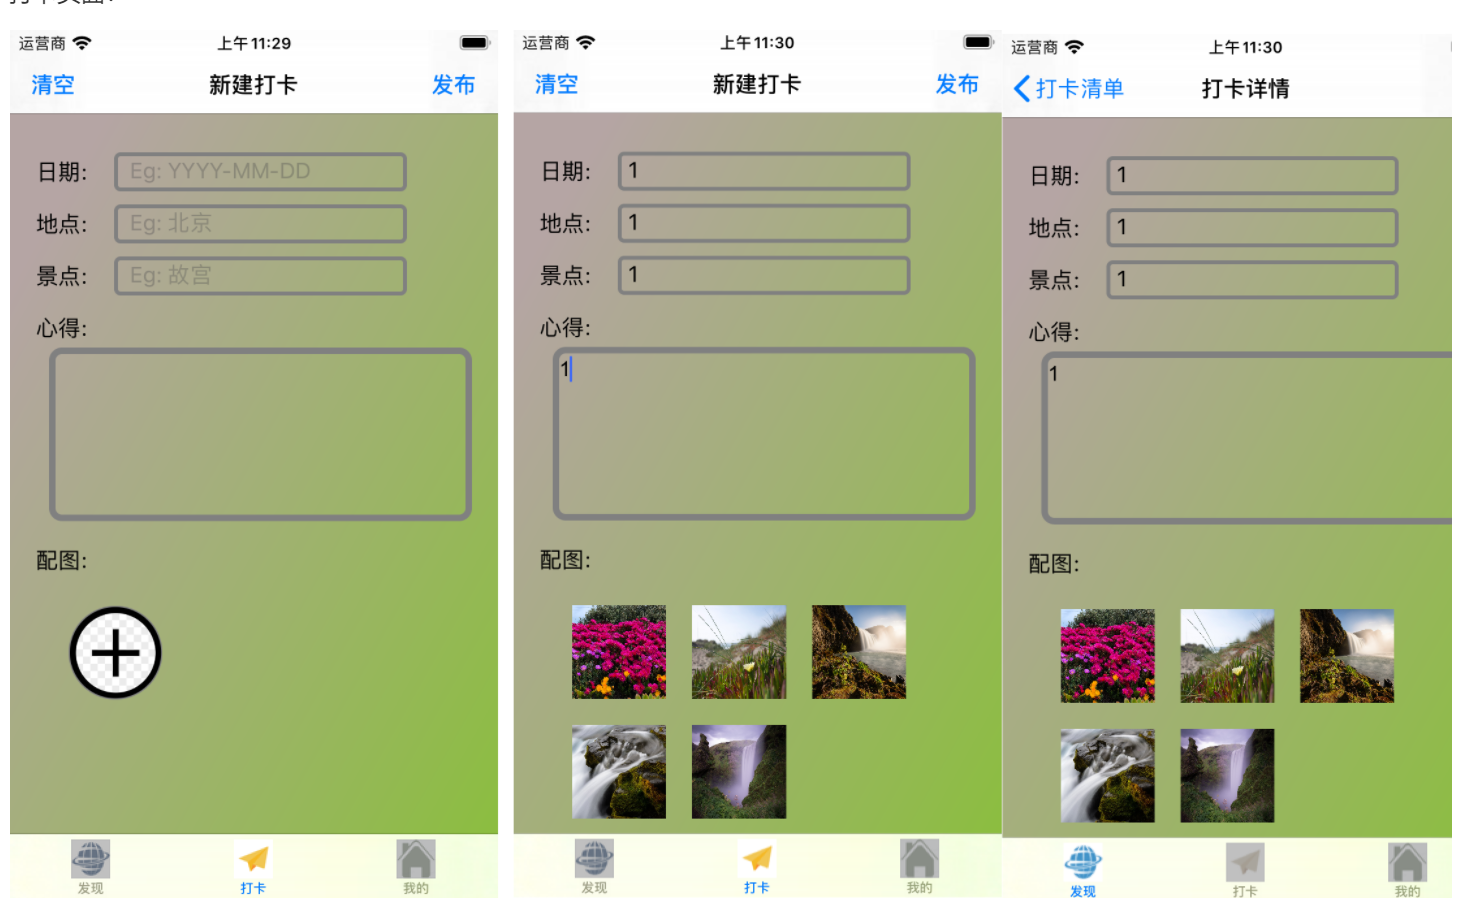 打卡页面:
运营商 上午11:29
清空 新建打卡 发布
日期: Eg: YYYY-MM-DD
地点: Eg: 北京
景点: Eg: 故宫
心得:
配图:
发现 打卡 我的
运营商 上午11:30
清空 新建打卡 发布
日期: 1
地点: 1
景点: 1
心得:
1
配图:
发现 打卡 我的
运营商 上午11:30
打卡清单 打卡详情
日期: 1
地点: 1
景点: 1
心得:
1
配图:
发现 打卡 我的